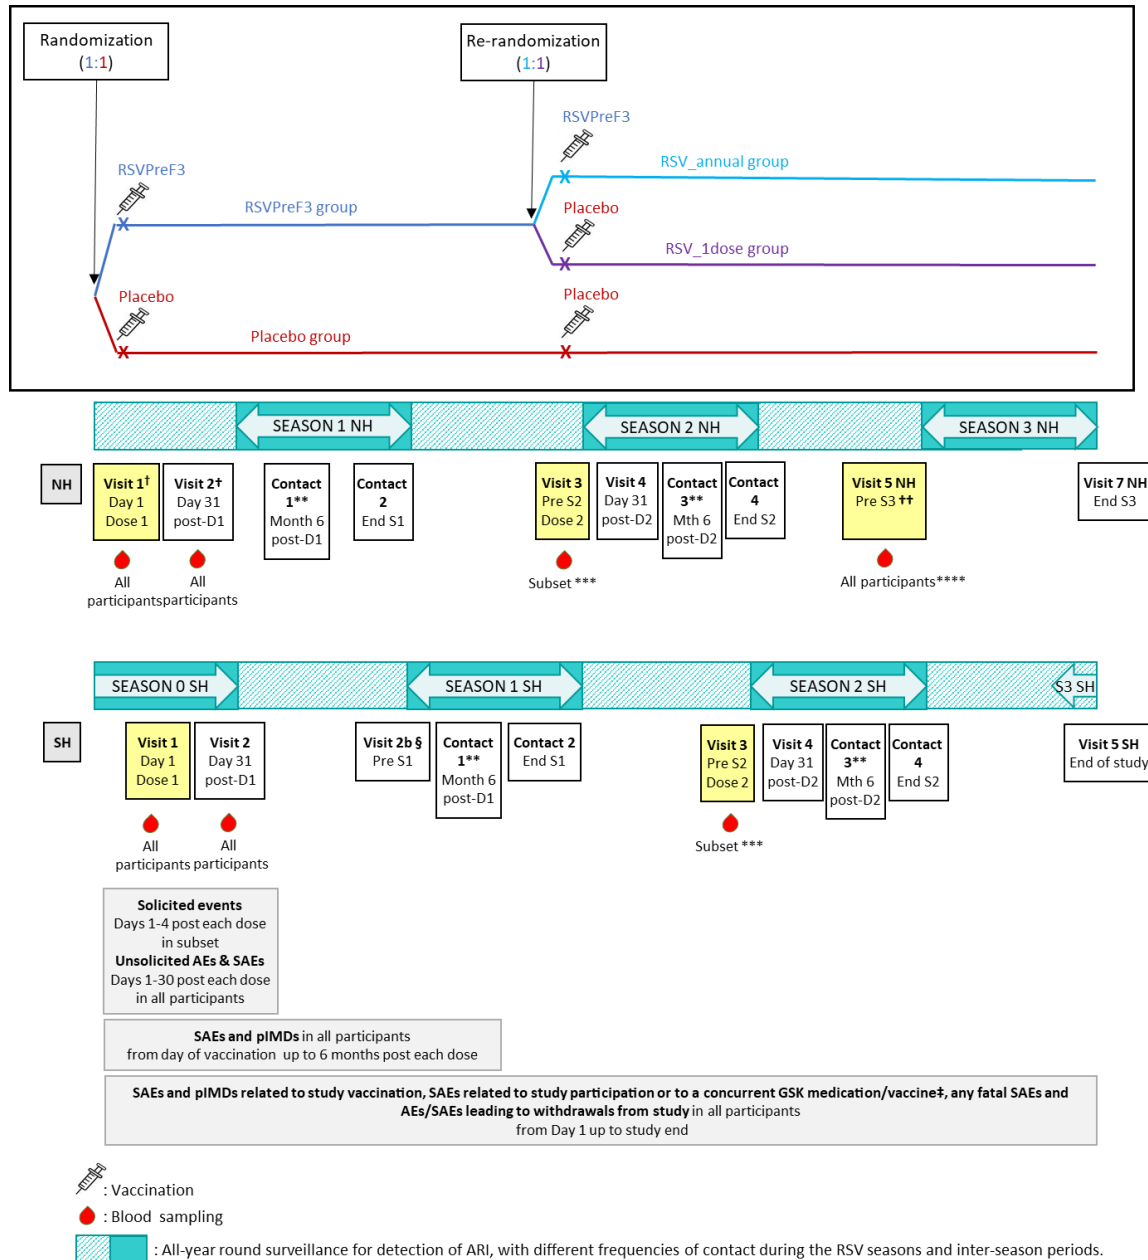 Randomization
(1:1)
Re-randomization
(1:1)
RSVPreF3
RSVPreF3
RSV_annual group
RSVPreF3 group
Placebo
RSV_1dose group
Placebo
Placebo
Placebo group
SEASON 1 NH
SEASON 2 NH
SEASON 3 NH
NH
Visit 1†
Day 1
Dose 1
Visit 2†
Day 31
post-D1
Contact
1**
Month 6
post-D1
Contact
2
End S1
Visit 3
Pre S2
Dose 2
Visit 4
Day 31
post-D2
Contact
3**
Mth 6
post-D2
Contact
4
End S2
Visit 5 NH
Pre S3 ††
Visit 7 NH
End S3
All
participants
All
participants
Subset ***
All participants****
SEASON 0 SH
SEASON 1 SH
SEASON 2 SH
S3 SH
SH
Visit 1
Day 1
Dose 1
Visit 2
Day 31
post-D1
Visit 2b §
Pre S1
Contact
1**
Month 6
post-D1
Contact 2
End S1
Visit 3
Pre S2
Dose 2
Visit 4
Day 31
post-D2
Contact
3**
Mth 6
post-D2
Contact
4
End S2
Visit 5 SH
End of study
All
participants
All
participants
Subset ***
Solicited events
Days 1-4 post each dose
in subset
Unsolicited AEs & SAEs
Days 1-30 post each dose
in all participants
SAEs and pIMDs in all participants
from day of vaccination up to 6 months post each dose
SAEs and pIMDs related to study vaccination, SAEs related to study participation or to a concurrent GSK medication/vaccine‡, any fatal SAEs and
AEs/SAEs leading to withdrawals from study in all participants
from Day 1 up to study end
: Vaccination
: Blood sampling
: All-year round surveillance for detection of ARI, with different frequencies of contact during the RSV seasons and inter-season periods.